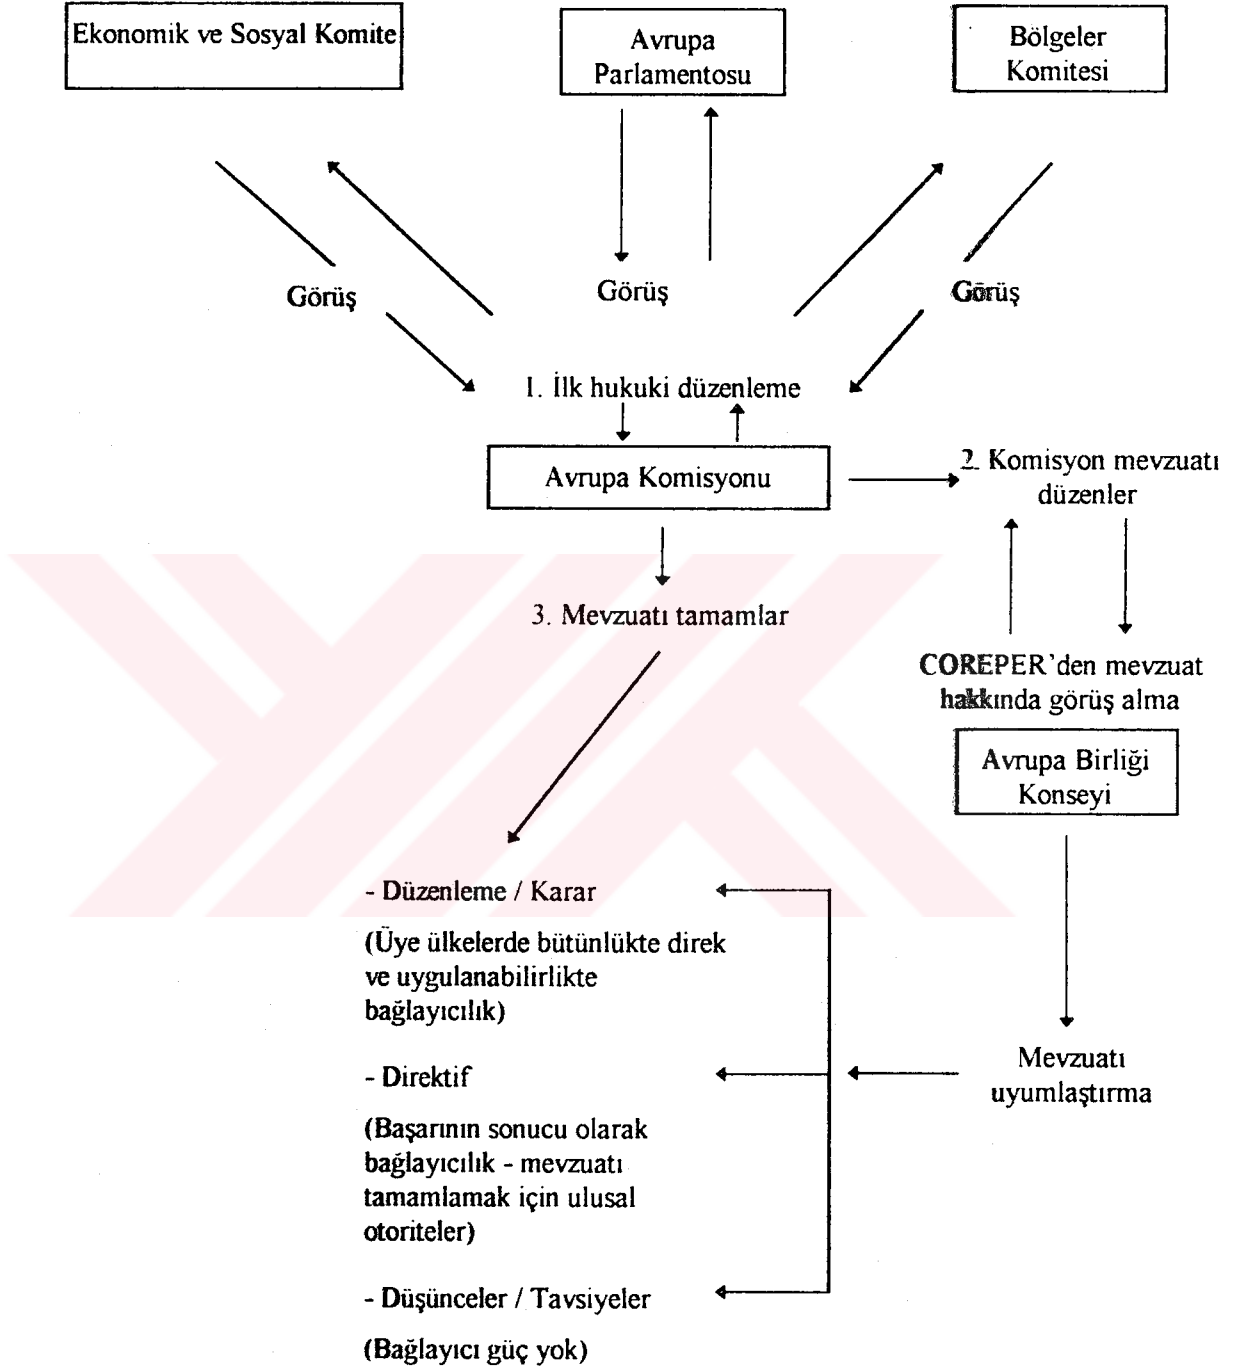 Ekonomik ve Sosyal Komite
Avrupa
Parlamentosu
Bölgeler
Komitesi
Görüş
Görüş
Görüş
1. İlk hukuki düzenleme
Avrupa Komisyonu
2. Komisyon mevzuatı
düzenler
3. Mevzuatı tamamlar
COREPER'den mevzuat
hakkında görüş alma
Avrupa Birliği
Konseyi
- Düzenleme / Karar
(Üye ülkelerde bütünlükte direk
ve uygulanabilirlikte
bağlayıcılık)
Mevzuatı
uyumlaştırma
- Direktif
(Başarının sonucu olarak
bağlayıcılık - mevzuatı
tamamlamak için ulusal
otoriteler)
- Düşünceler / Tavsiyeler
(Bağlayıcı güç yok)